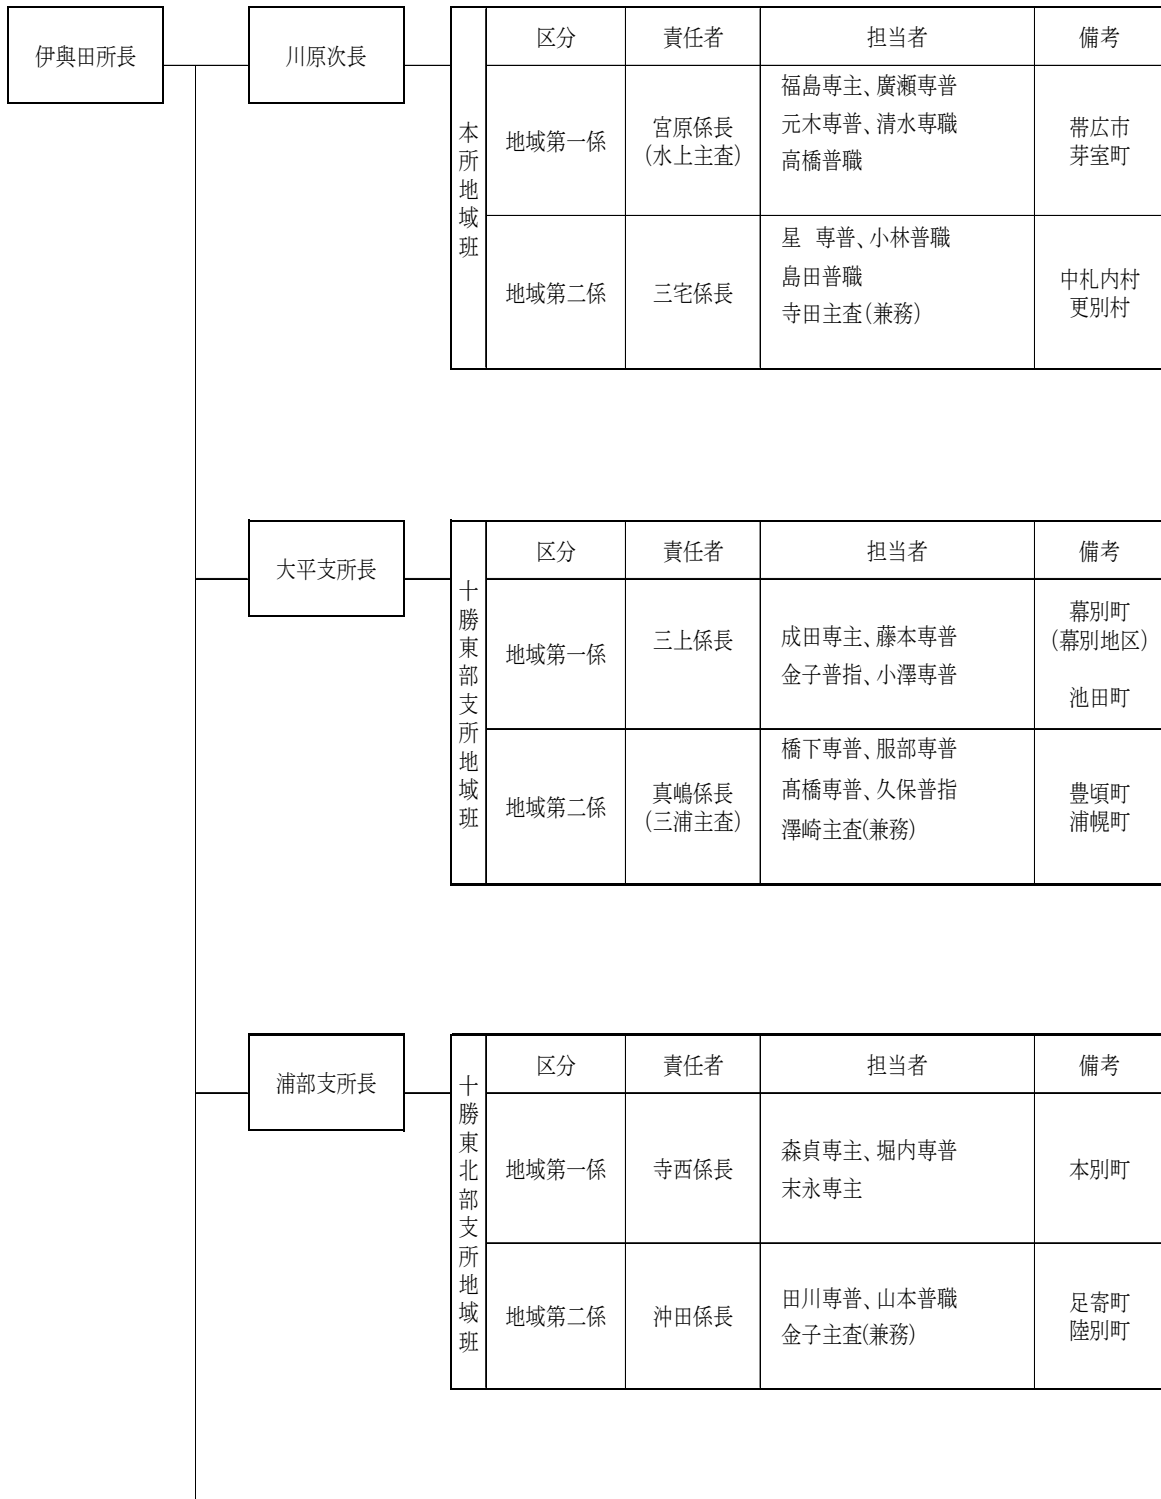 伊與田所長
川原次長
本所地域班
区分 責任者 担当者 備考
地域第一係
宮原係長
(水上主査)
福島専主、廣瀬専普
元木専普、清水専職
高橋普職
帯広市
芽室町
地域第二係
三宅係長
星 専普、小林普職
島田普職
寺田主査(兼務)
中札内村
更別村
大平支所長
十勝東部支所地域班
区分 責任者 担当者 備考
地域第一係
三上係長
成田専主、藤本専普
金子普指、小澤専普
幕別町
(幕別地区)
池田町
地域第二係
真嶋係長
(三浦主査)
橋下専普、服部専普
髙橋専普、久保普指
澤崎主査(兼務)
豊頃町
浦幌町
浦部支所長
十勝東北部支所地域班
区分 責任者 担当者 備考
地域第一係
寺西係長
森貞専主、堀内専普
末永専主
本別町
地域第二係
沖田係長
田川専普、山本普職
金子主査(兼務)
足寄町
陸別町